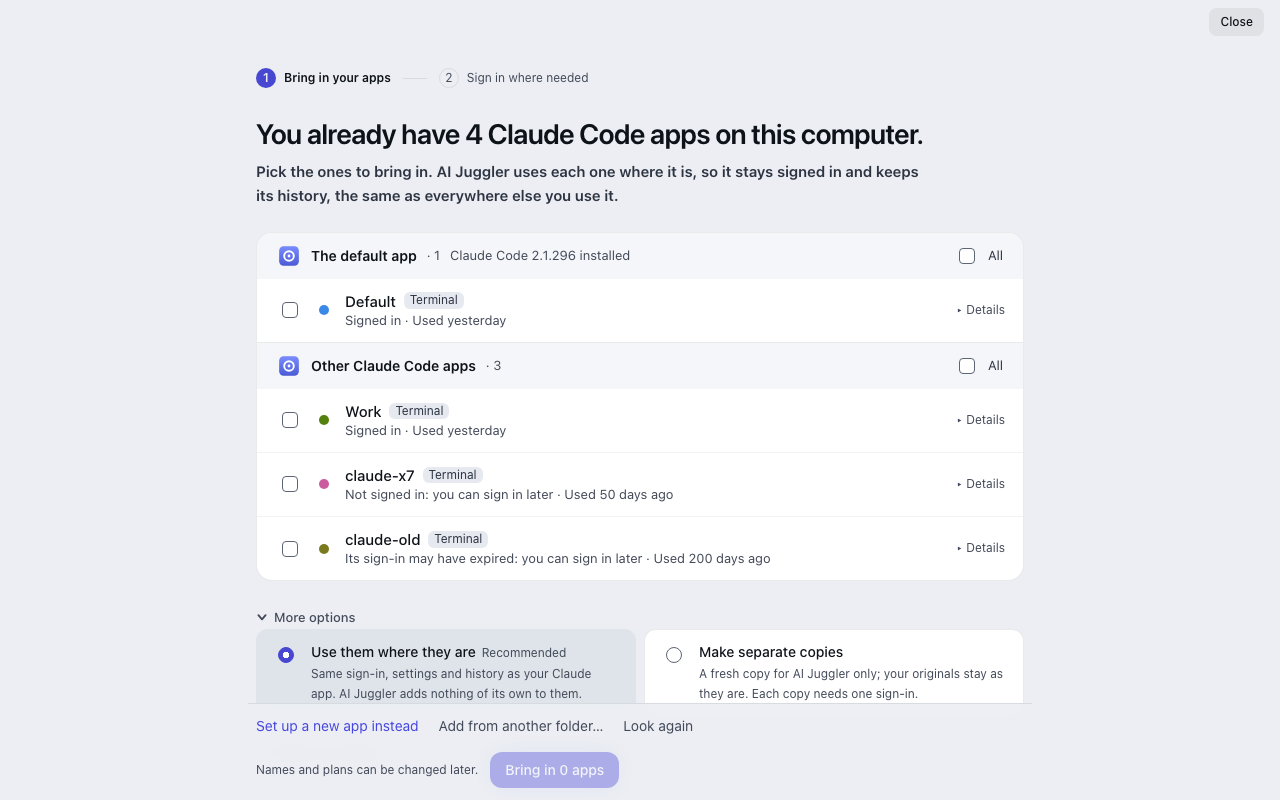 Close
1 Bring in your apps 2 Sign in where needed
You already have 4 Claude Code apps on this computer.
Pick the ones to bring in. AI Juggler uses each one where it is, so it stays signed in and keeps
its history, the same as everywhere else you use it.
The default app · 1 Claude Code 2.1.296 installed All
Default Terminal
Signed in · Used yesterday
Details
Other Claude Code apps · 3 All
Work Terminal
Signed in · Used yesterday
Details
claude-x7 Terminal
Not signed in: you can sign in later · Used 50 days ago
Details
claude-old Terminal
Its sign-in may have expired: you can sign in later · Used 200 days ago
Details
More options
Use them where they are Recommended
Same sign-in, settings and history as your Claude
app. AI Juggler adds nothing of its own to them.
Make separate copies
A fresh copy for AI Juggler only; your originals stay as
they are. Each copy needs one sign-in.
Set up a new app instead Add from another folder... Look again
Names and plans can be changed later. Bring in 0 apps